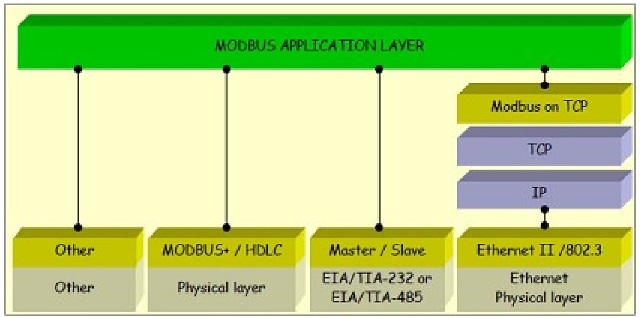 MODBUS APPLICATION LAYER
Modbus on TCP
TCP
IP
Other
MODBUS+ / HDLC
Master / Slave
Ethernet II /802.3
Other
Physical layer
EIA/TIA-232 or
EIA/TIA-485
Ethernet
Physical layer